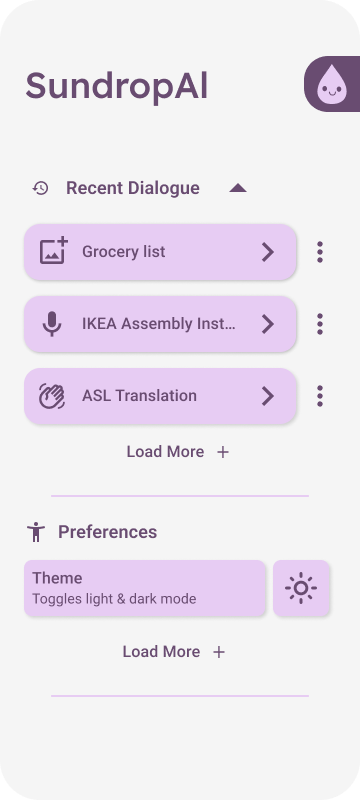 SundropAI
Recent Dialogue
Grocery list
IKEA Assembly Inst...
ASL Translation
Load More
Preferences
Theme
Toggles light & dark mode
Load More